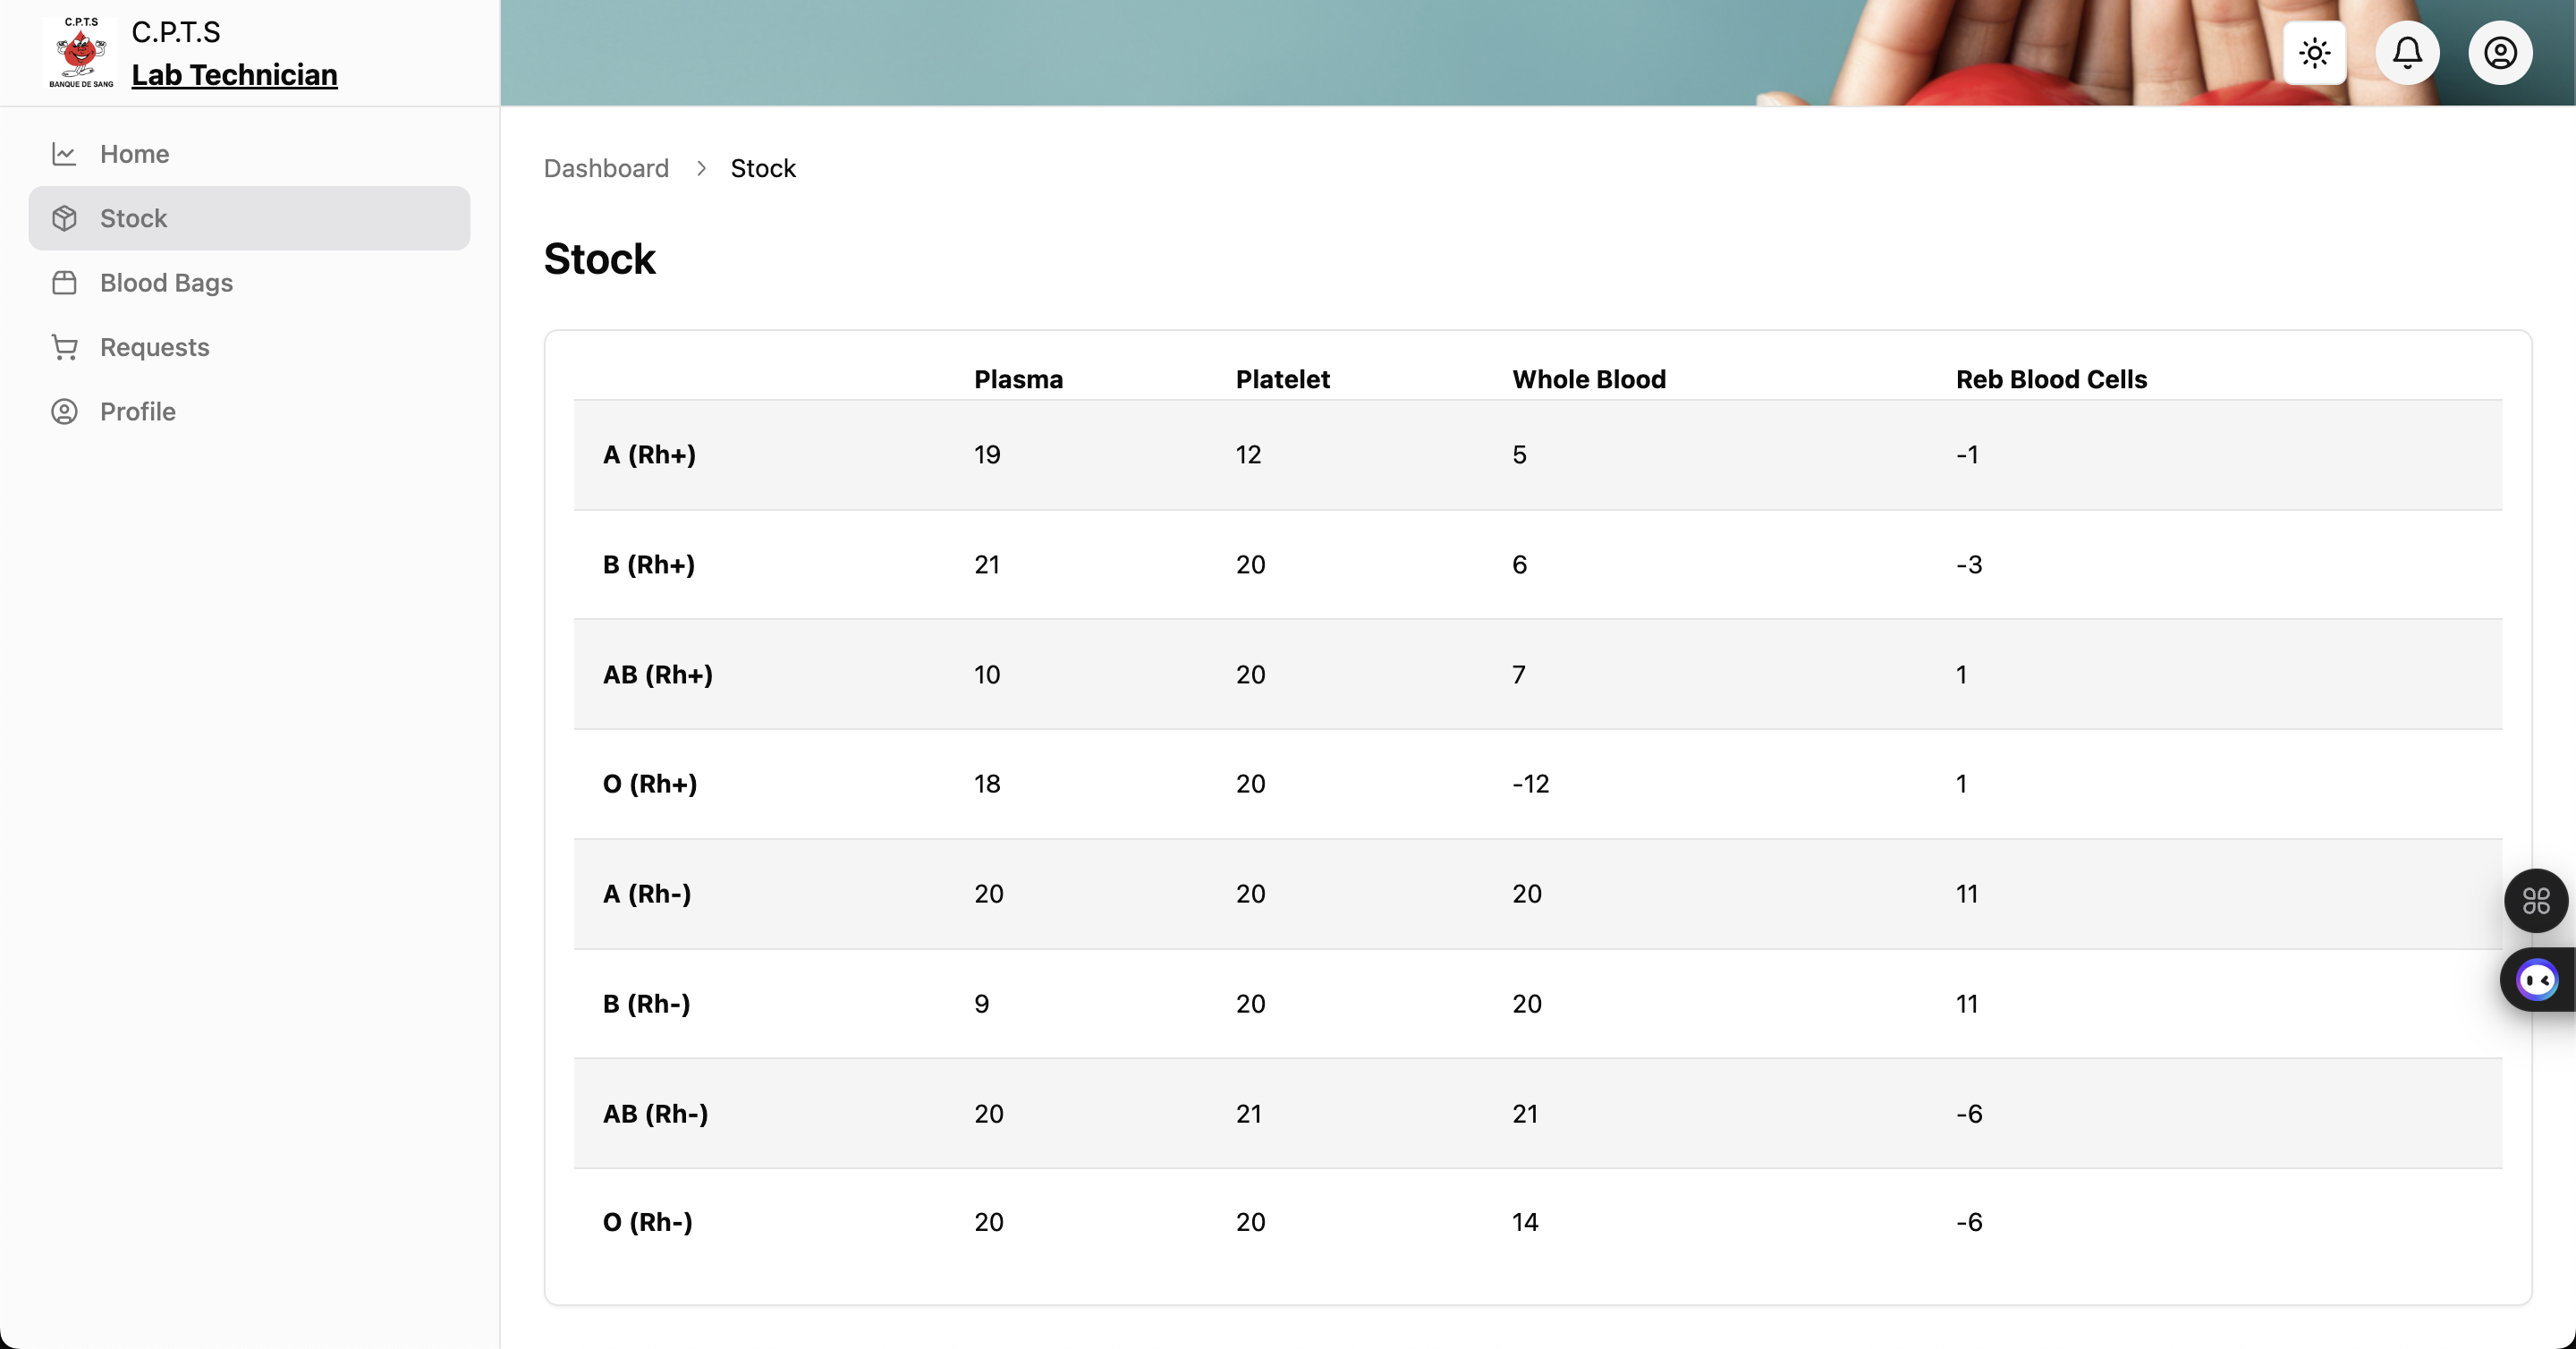 C.P.T.S
BANQUE DE SANG
C.P.T.S
Lab Technician
Home
Stock
Blood Bags
Requests
Profile
Dashboard > Stock
Stock
Plasma Platelet Whole Blood Reb Blood Cells
A (Rh+) 19 12 5 -1
B (Rh+) 21 20 6 -3
AB (Rh+) 10 20 7 1
O (Rh+) 18 20 -12 1
A (Rh-) 20 20 20 11
B (Rh-) 9 20 20 11
AB (Rh-) 20 21 21 -6
O (Rh-) 20 20 14 -6